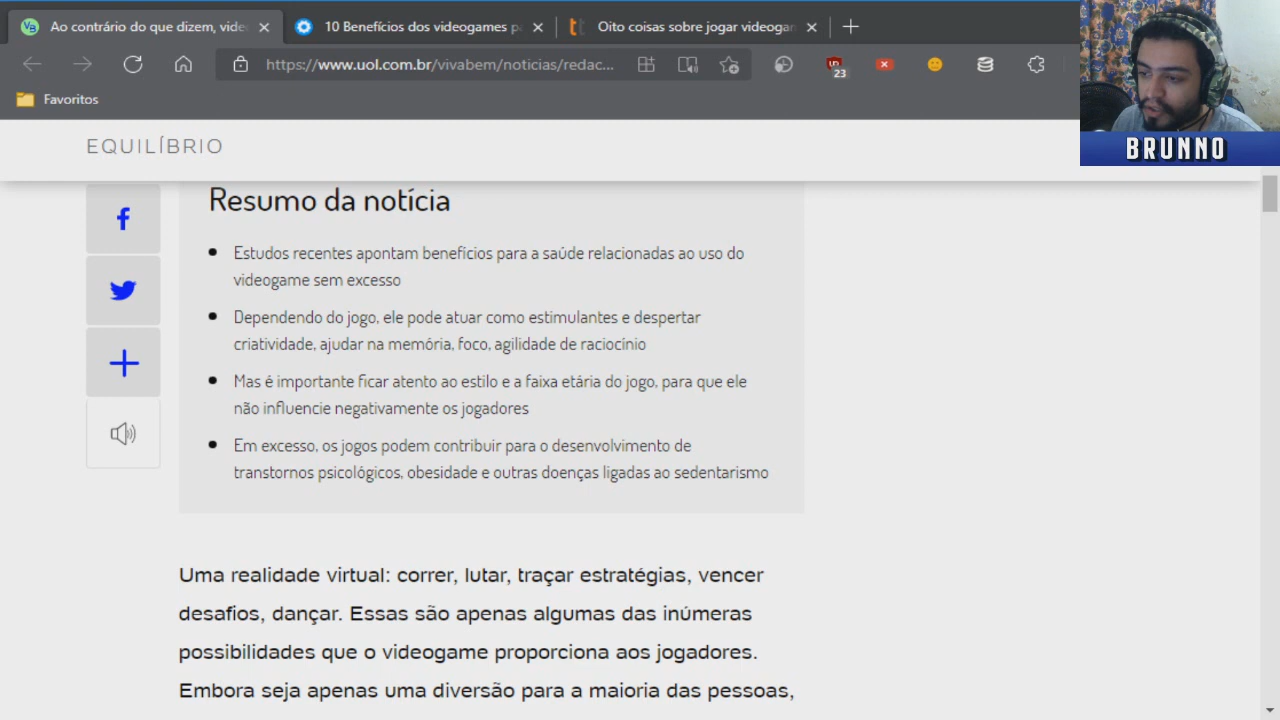 Ao contrário do que dizem, vide
10 Benefícios dos videogames p
Oito coisas sobre jogar videogan
https://www.uol.com.br/vivabem/noticias/redac...
23
Favoritos
BRUNNO
EQUILÍBRIO
Resumo da notícia
Estudos recentes apontam benefícios para a saúde relacionadas ao uso do
videogame sem excesso
Dependendo do jogo, ele pode atuar como estimulantes e despertar
criatividade, ajudar na memória, foco, agilidade de raciocínio
Mas é importante ficar atento ao estilo e a faixa etária do jogo, para que ele
não influencie negativamente os jogadores
Em excesso, os jogos podem contribuir para o desenvolvimento de
transtornos psicológicos, obesidade e outras doenças ligadas ao sedentarismo
Uma realidade virtual: correr, lutar, traçar estratégias, vencer
desafios, dançar. Essas são apenas algumas das inúmeras
possibilidades que o videogame proporciona aos jogadores.
Embora seja apenas uma diversão para a maioria das pessoas,